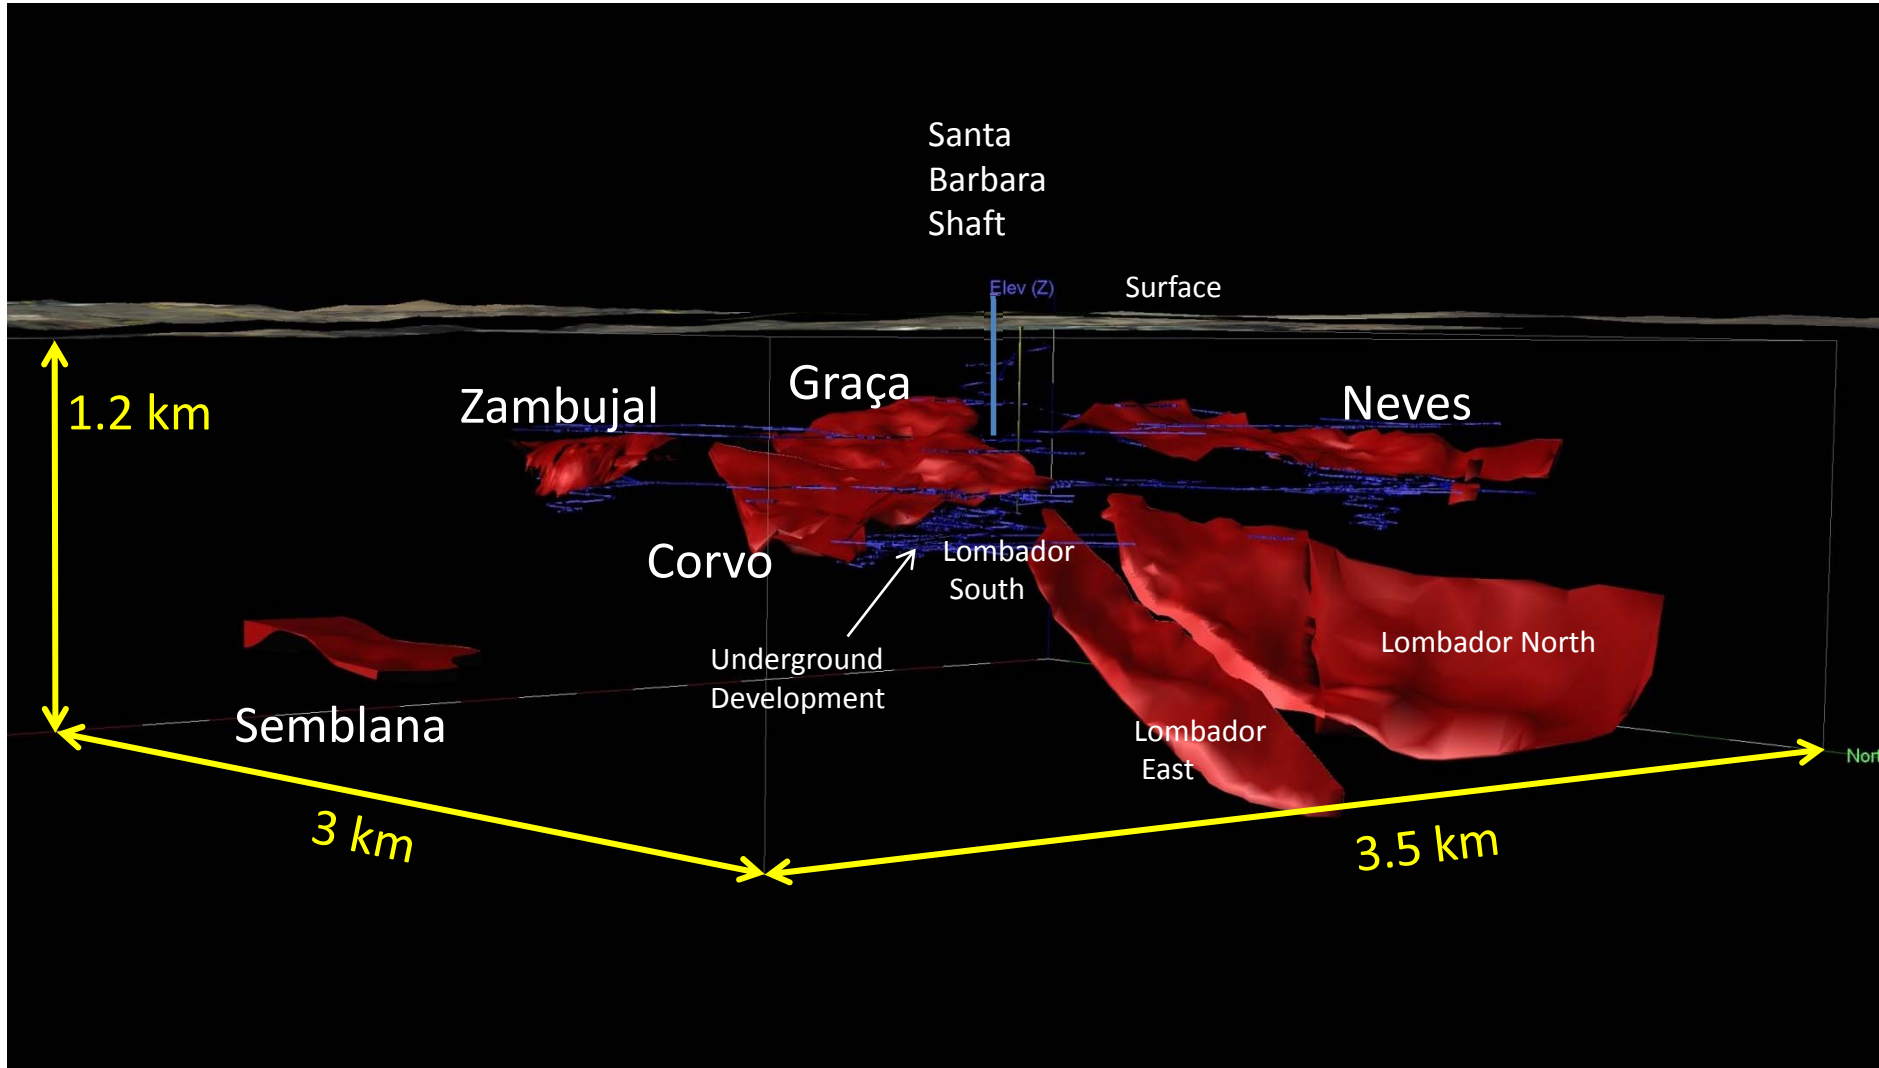 Santa
Barbara
Shaft
Elev (Z)
Surface
Graça
Zambujal
Neves
1.2 km
Corvo
Lombador
South
Lombador North
Underground
Development
Semblana
Lombador
East
Nort
3 km
3.5 km